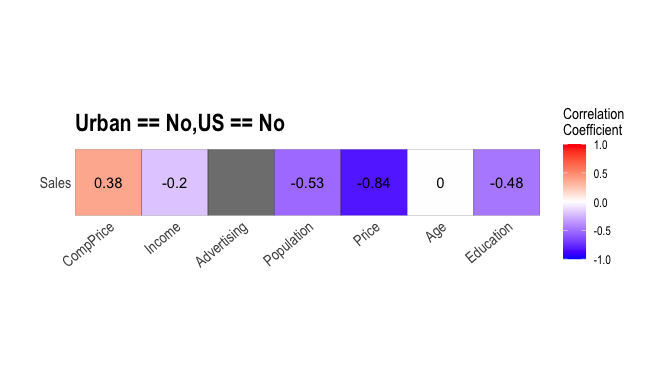 Urban == No,US == No
Correlation
Coefficient
1.0
0.5
0.0
-0.5
-1.0
Sales
0.38
-0.2
-0.53
-0.84
0
-0.48
CompPrice
Income
Advertising
Population
Price
Age
Education